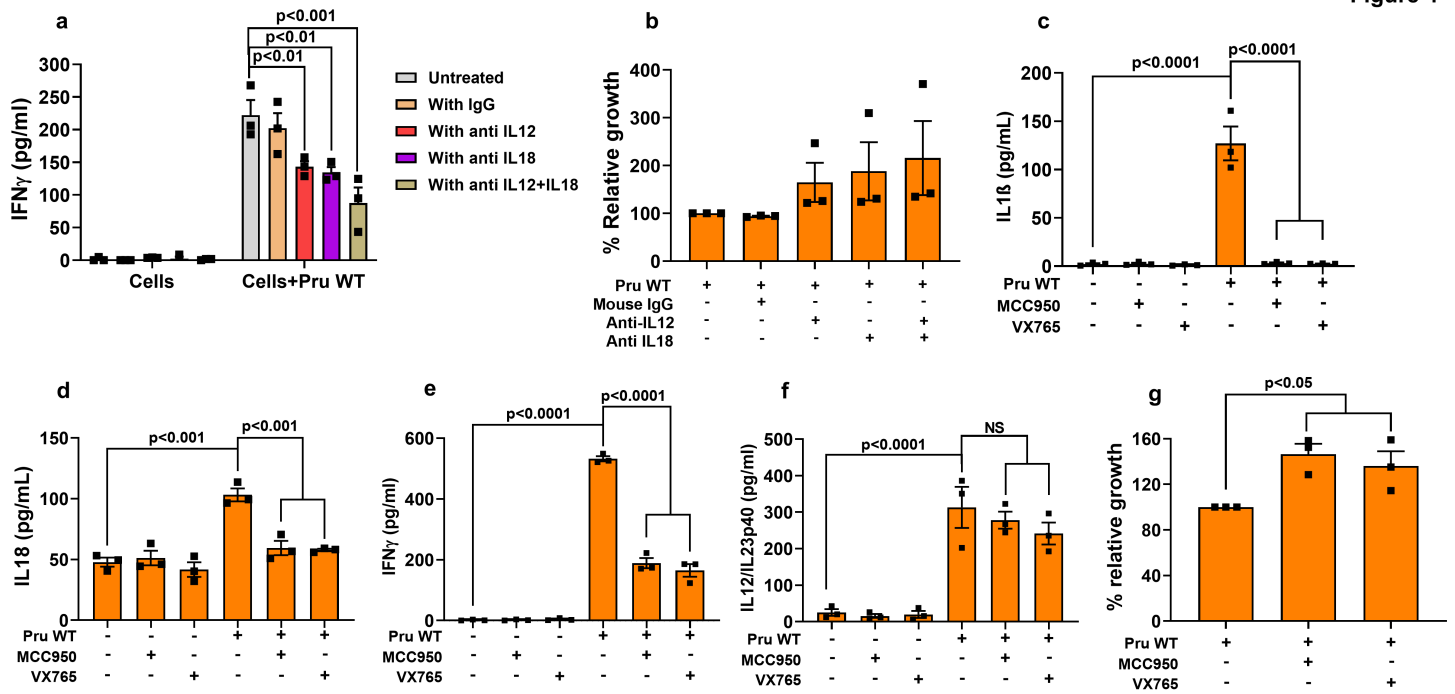 Figure 1
a
p<0.001
p<0.01
p<0.01
IFNγ (pg/ml)
300
250
200
150
100
50
0
Cells
Cells+Pru WT
Untreated
With IgG
With anti IL12
With anti IL18
With anti IL12+IL18
b
% Relative growth
400
300
200
100
0
Pru WT + + + + +
Mouse IgG - + - - -
Anti-IL12 - - + - +
Anti IL18 - - - + +
c
p<0.0001
p<0.0001
IL1ß (pg/mL)
200
150
100
50
0
Pru WT - - - + + +
MCC950 - + - - + -
VX765 - - + - - +
d
p<0.001
p<0.001
IL18 (pg/mL)
150
100
50
0
Pru WT - - - + + +
MCC950 - + - - + -
VX765 - - + - - +
e
p<0.0001
p<0.0001
IFNγ (pg/ml)
600
400
200
0
Pru WT - - - + + +
MCC950 - + - - + -
VX765 - - + - - +
f
NS
p<0.0001
IL12/IL23p40 (pg/ml)
500
400
300
200
100
0
Pru WT - - - + + +
MCC950 - + - - + -
VX765 - - + - - +
g
p<0.05
% relative growth
160
120
80
40
0
Pru WT + + +
MCC950 - + -
VX765 - - +